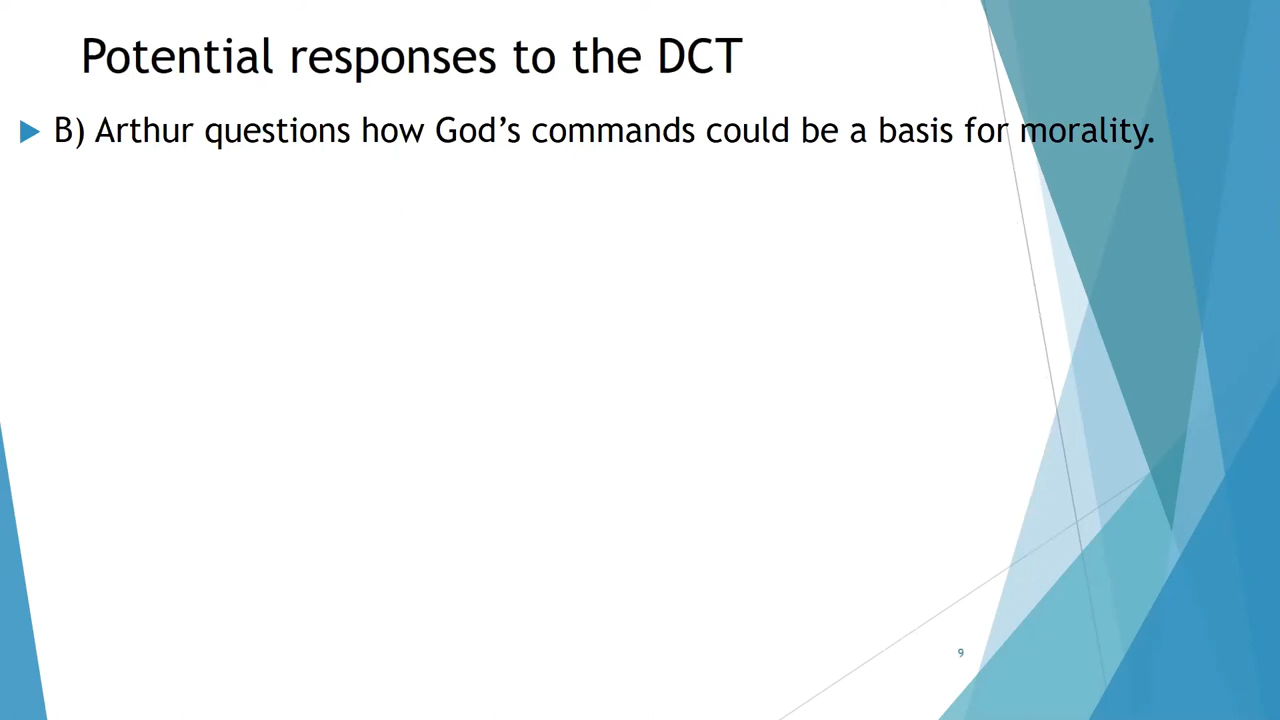 Potential responses to the DCT
B) Arthur questions how God’s commands could be a basis for morality.
9